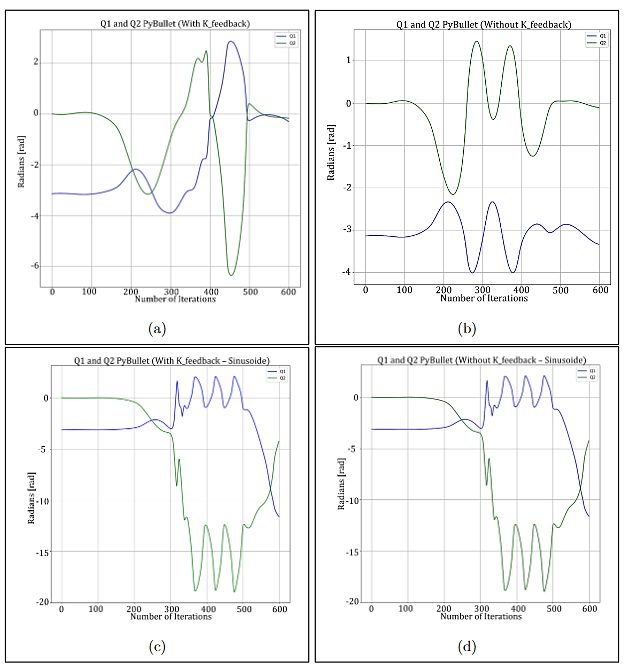 Q1 and Q2 PyBullet (With K_feedback)
Q1
Q2
2
0
-2
-4
-6
Radians [rad]
0 100 200 300 400 500 600
Number of Iterations
(a)
Q1 and Q2 PyBullet (Without K_feedback)
Q1
Q2
1
0
-1
-2
-3
-4
Radians [rad]
0 100 200 300 400 500 600
Number of Iterations
(b)
Q1 and Q2 PyBullet (With K_feedback – Sinusoide)
Q1
Q2
0
-5
-10
-15
-20
Radians [rad]
0 100 200 300 400 500 600
Number of Iterations
(c)
Q1 and Q2 PyBullet (Without K_feedback – Sinusoide)
Q1
Q2
0
-5
-10
-15
-20
Radians [rad]
0 100 200 300 400 500 600
Number of Iterations
(d)